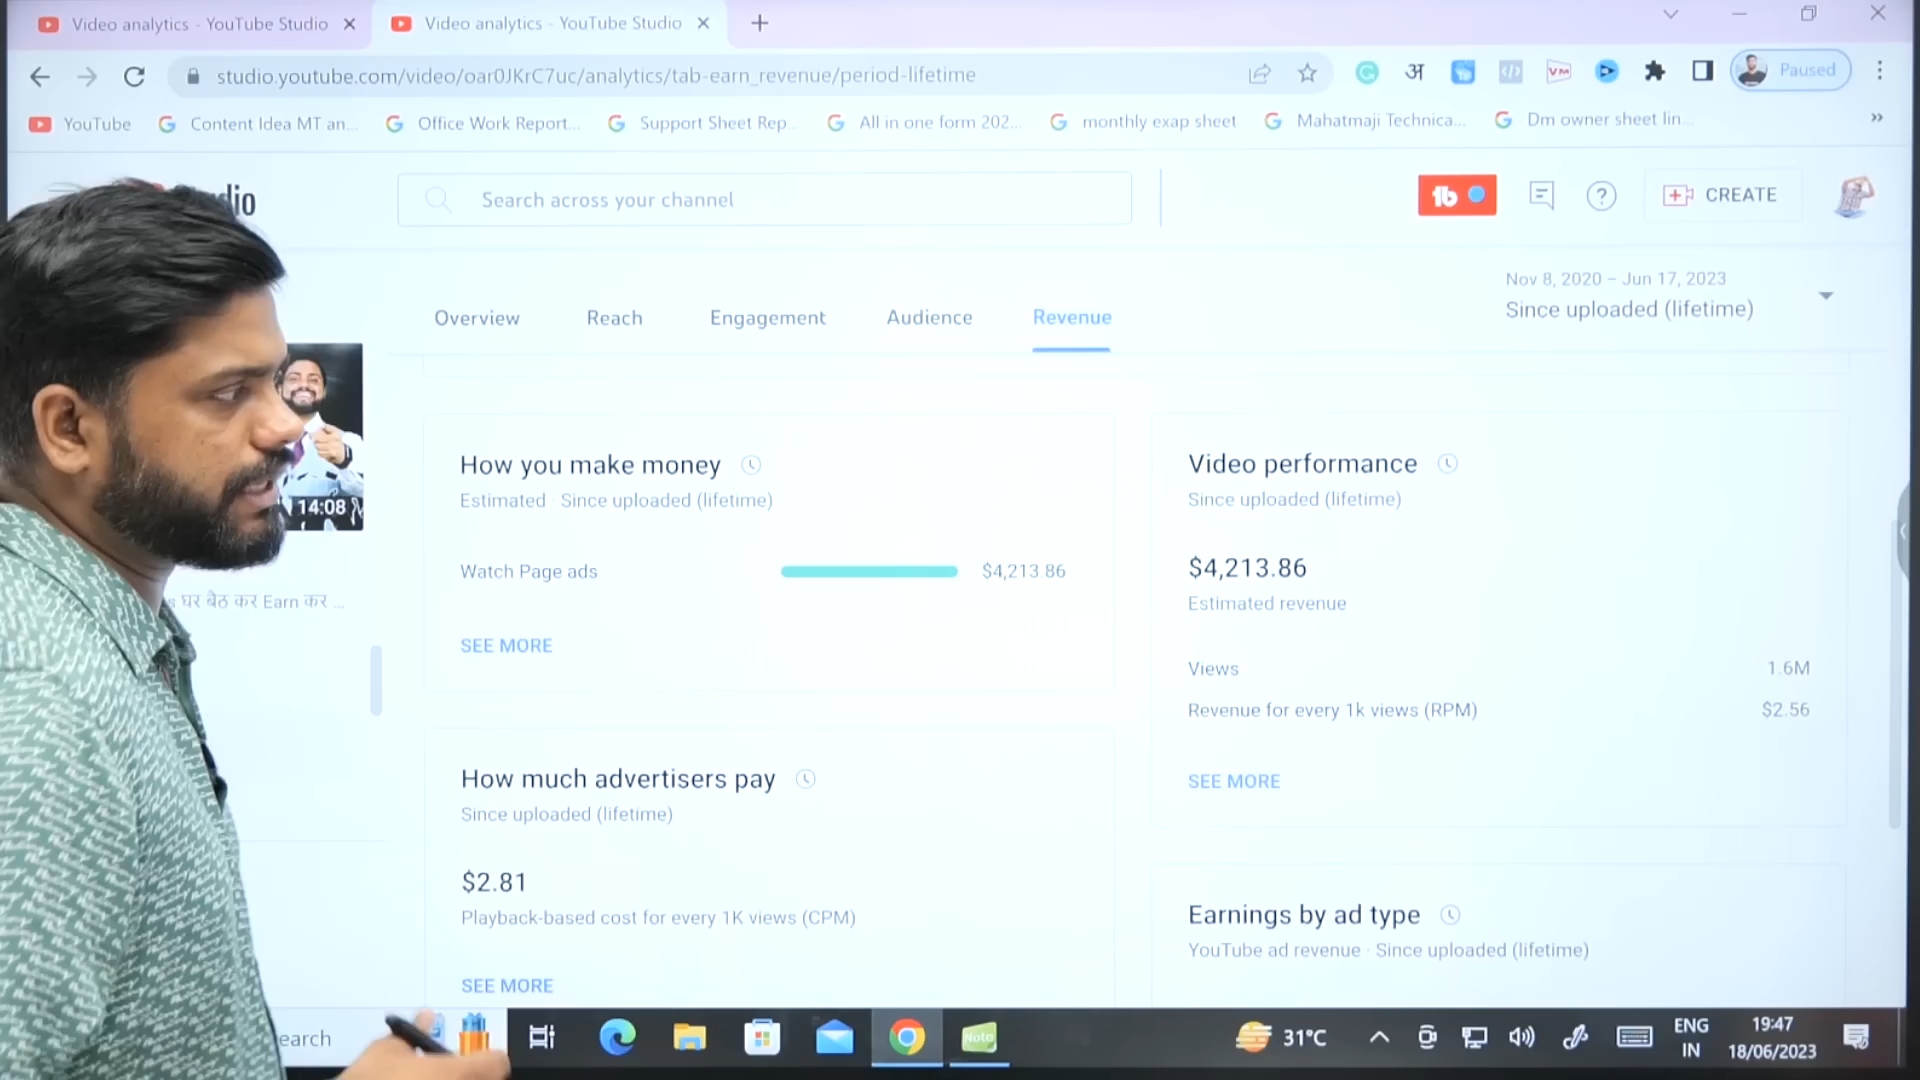 Video analytics - YouTube Studio
Video analytics - YouTube Studio
studio.youtube.com/video/oar0JKrC7uc/analytics/tab-earn_revenue/period-lifetime
अ
VM
Paused
YouTube
Content Idea MT an...
Office Work Report...
Support Sheet Rep...
All in one form 202...
monthly exap sheet
Mahatmaji Technica...
Dm owner sheet lin...
dio
Search across your channel
tb
CREATE
Overview
Reach
Engagement
Audience
Revenue
Nov 8, 2020 – Jun 17, 2023
Since uploaded (lifetime)
14:08
घर बैठ कर Earn कर ...
How you make money
Estimated · Since uploaded (lifetime)
Watch Page ads
$4,213.86
SEE MORE
Video performance
Since uploaded (lifetime)
$4,213.86
Estimated revenue
Views
1.6M
Revenue for every 1k views (RPM)
$2.56
SEE MORE
How much advertisers pay
Since uploaded (lifetime)
$2.81
Playback-based cost for every 1K views (CPM)
SEE MORE
Earnings by ad type
YouTube ad revenue · Since uploaded (lifetime)
earch
Note
31°C
ENG
IN
19:47
18/06/2023